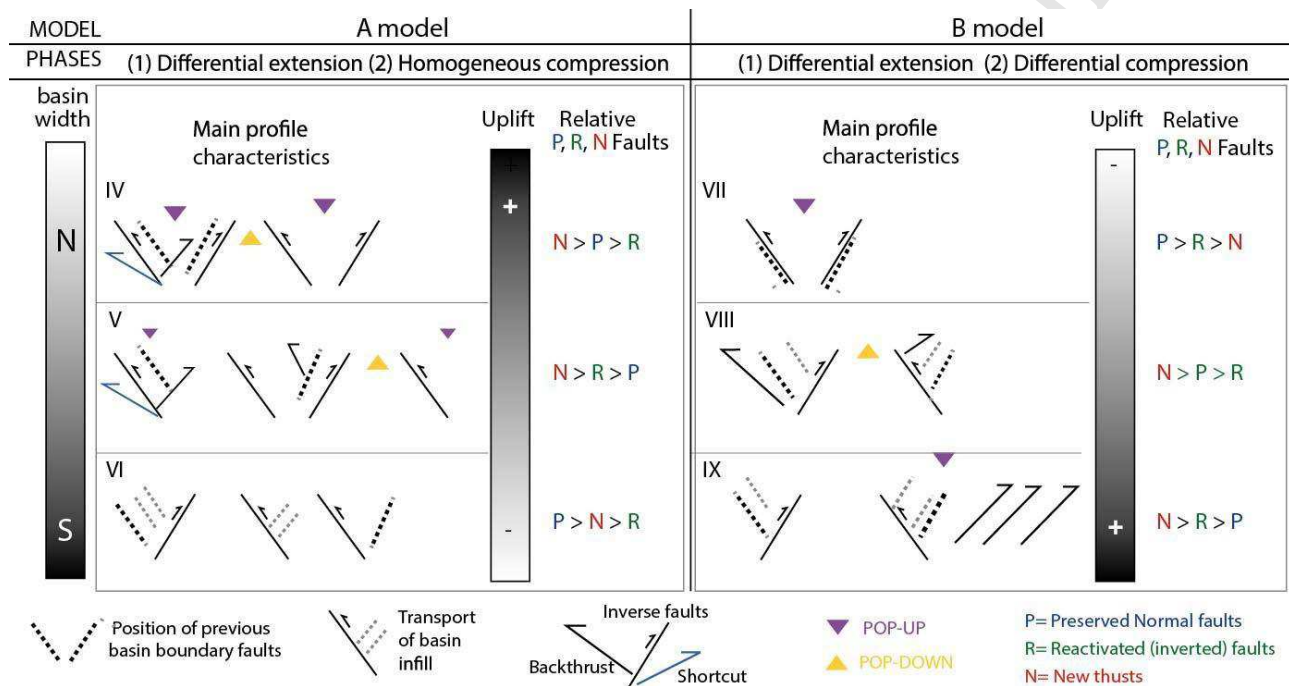 MODEL
A model
B model
PHASES
(1) Differential extension (2) Homogeneous compression
(1) Differential extension (2) Differential compression
basin
width
N
S
Main profile
characteristics
Uplift
Relative
P, R, N Faults
+
+
-
IV
N > P > R
V
N > R > P
VI
P > N > R
Main profile
characteristics
Uplift
Relative
P, R, N Faults
-
+
VII
P > R > N
VIII
N > P > R
IX
N > R > P
Position of previous
basin boundary faults
Transport
of basin
infill
Inverse faults
Backthrust
Shortcut
POP-UP
POP-DOWN
P= Preserved Normal faults
R= Reactivated (inverted) faults
N= New thusts